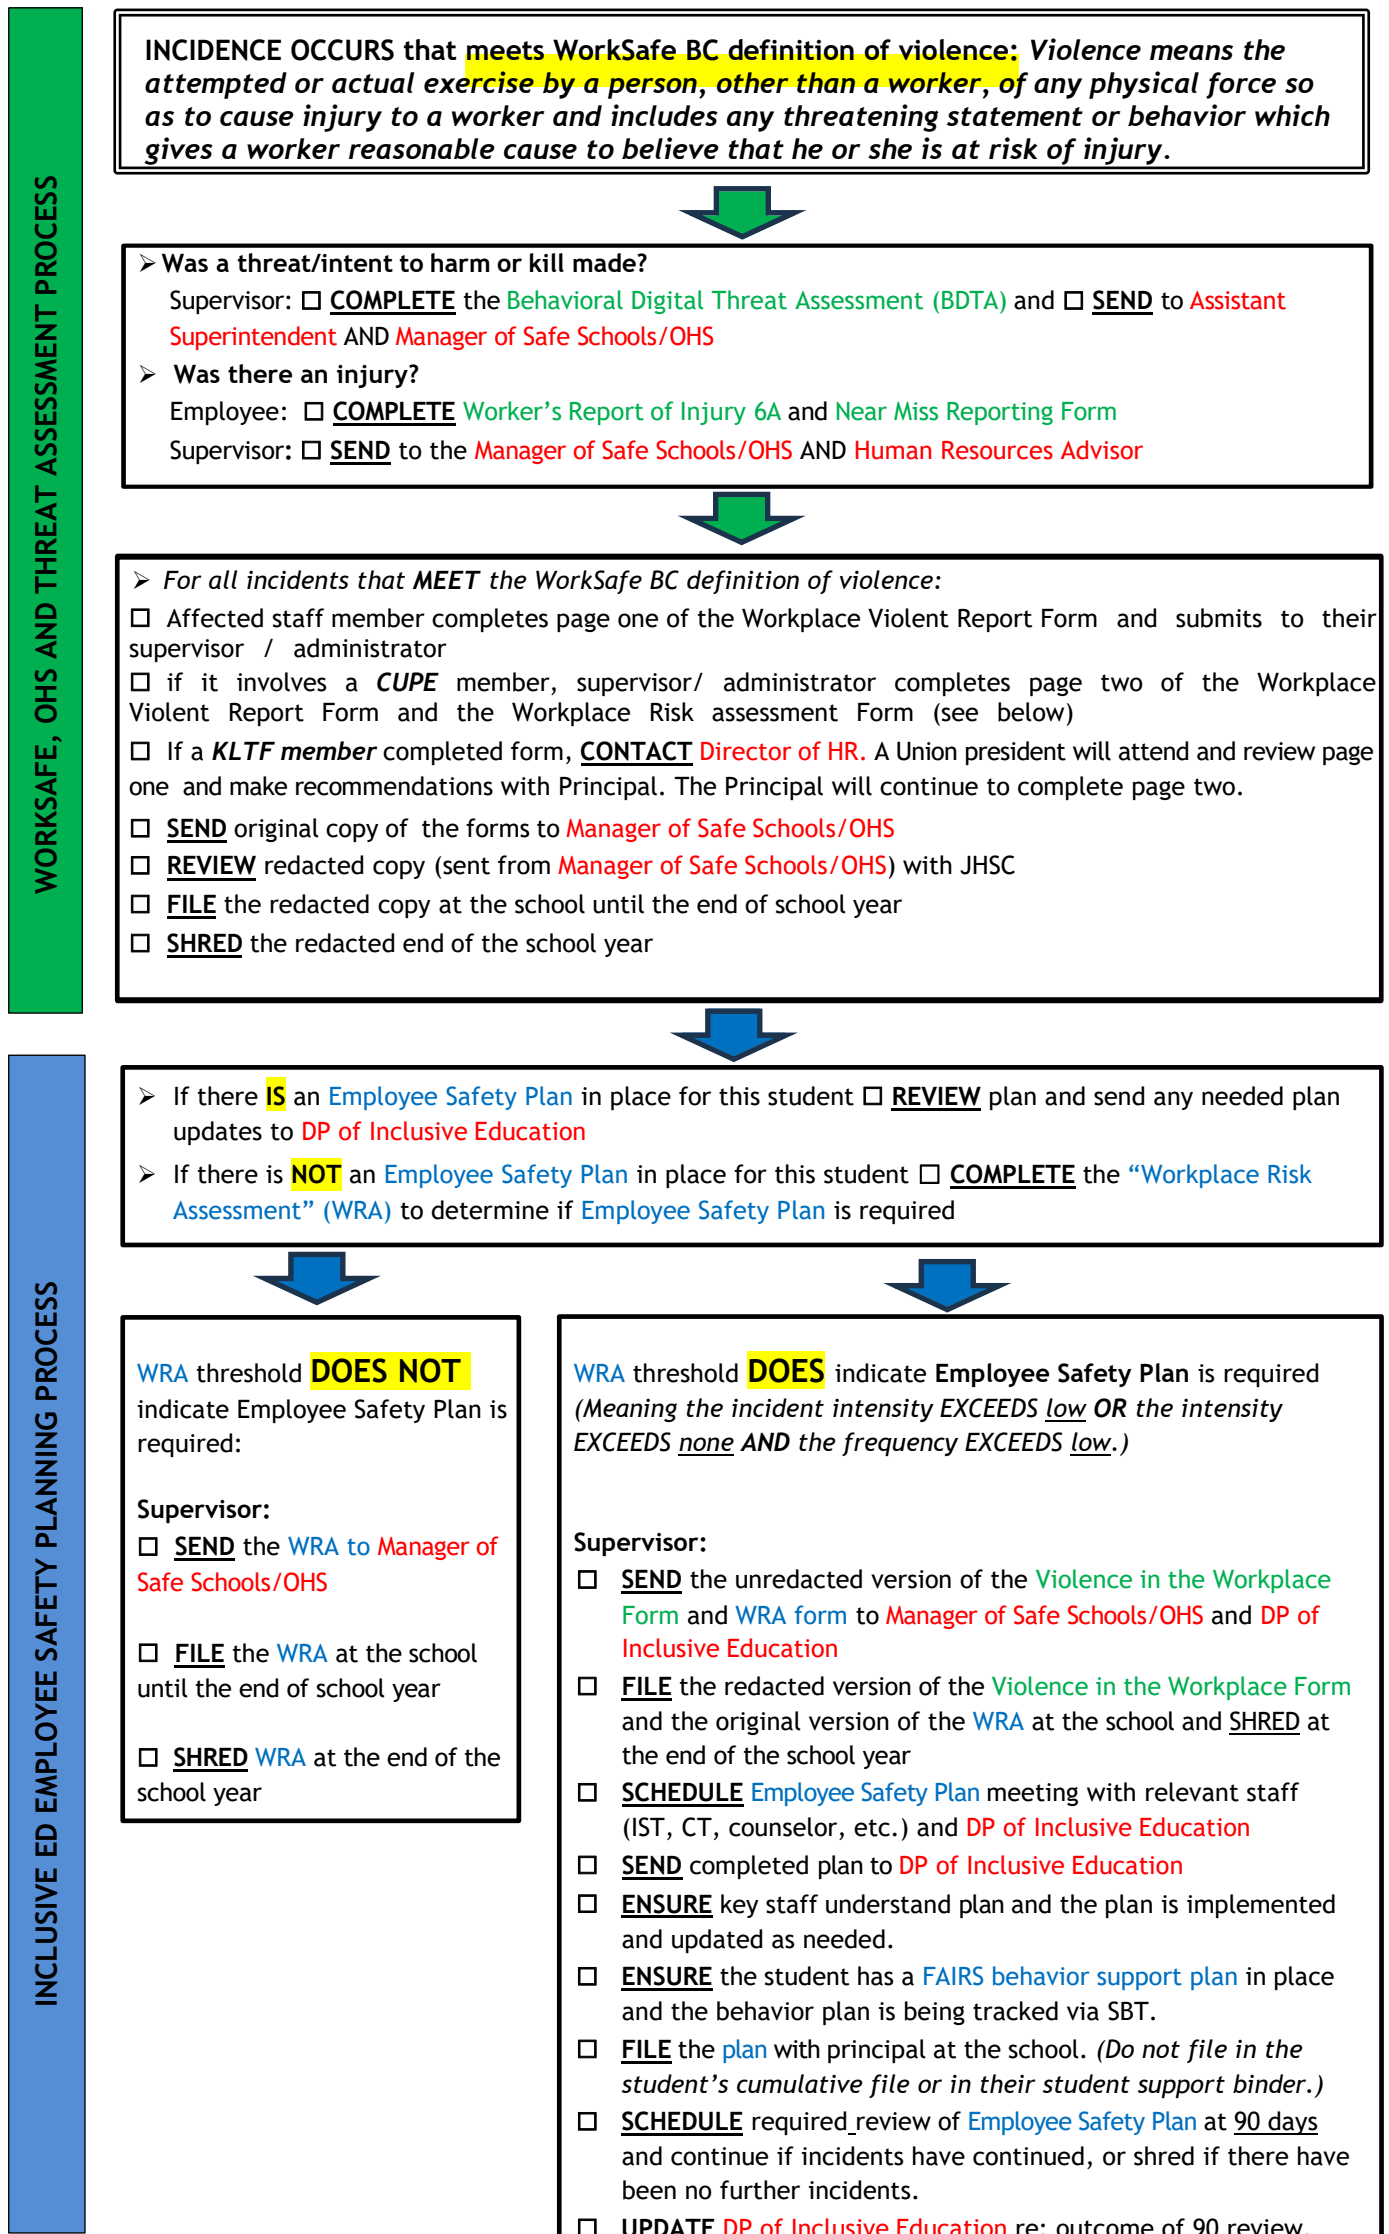 WORKSAFE, OHS AND THREAT ASSESSMENT PROCESS
INCIDENCE OCCURS that meets WorkSafe BC definition of violence: Violence means the
attempted or actual exercise by a person, other than a worker, of any physical force so
as to cause injury to a worker and includes any threatening statement or behavior which
gives a worker reasonable cause to believe that he or she is at risk of injury.
➢ Was a threat/intent to harm or kill made?
Supervisor: ☐ COMPLETE the Behavioral Digital Threat Assessment (BDTA) and ☐ SEND to Assistant
Superintendent AND Manager of Safe Schools/OHS
➢ Was there an injury?
Employee: ☐ COMPLETE Worker’s Report of Injury 6A and Near Miss Reporting Form
Supervisor: ☐ SEND to the Manager of Safe Schools/OHS AND Human Resources Advisor
➢ For all incidents that MEET the WorkSafe BC definition of violence:
☐ Affected staff member completes page one of the Workplace Violent Report Form and submits to their
supervisor / administrator
☐ if it involves a CUPE member, supervisor/ administrator completes page two of the Workplace
Violent Report Form and the Workplace Risk assessment Form (see below)
☐ If a KLTF member completed form, CONTACT Director of HR. A Union president will attend and review page
one and make recommendations with Principal. The Principal will continue to complete page two.
☐ SEND original copy of the forms to Manager of Safe Schools/OHS
☐ REVIEW redacted copy (sent from Manager of Safe Schools/OHS) with JHSC
☐ FILE the redacted copy at the school until the end of school year
☐ SHRED the redacted end of the school year
INCLUSIVE ED EMPLOYEE SAFETY PLANNING PROCESS
➢ If there IS an Employee Safety Plan in place for this student ☐ REVIEW plan and send any needed plan
updates to DP of Inclusive Education
➢ If there is NOT an Employee Safety Plan in place for this student ☐ COMPLETE the “Workplace Risk
Assessment” (WRA) to determine if Employee Safety Plan is required
WRA threshold DOES NOT
indicate Employee Safety Plan is
required:
Supervisor:
☐ SEND the WRA to Manager of
Safe Schools/OHS
☐ FILE the WRA at the school
until the end of school year
☐ SHRED WRA at the end of the
school year
WRA threshold DOES indicate Employee Safety Plan is required
(Meaning the incident intensity EXCEEDS low OR the intensity
EXCEEDS none AND the frequency EXCEEDS low.)
Supervisor:
☐ SEND the unredacted version of the Violence in the Workplace
Form and WRA form to Manager of Safe Schools/OHS and DP of
Inclusive Education
☐ FILE the redacted version of the Violence in the Workplace Form
and the original version of the WRA at the school and SHRED at
the end of the school year
☐ SCHEDULE Employee Safety Plan meeting with relevant staff
(IST, CT, counselor, etc.) and DP of Inclusive Education
☐ SEND completed plan to DP of Inclusive Education
☐ ENSURE key staff understand plan and the plan is implemented
and updated as needed.
☐ ENSURE the student has a FAIRS behavior support plan in place
and the behavior plan is being tracked via SBT.
☐ FILE the plan with principal at the school. (Do not file in the
student’s cumulative file or in their student support binder.)
☐ SCHEDULE required review of Employee Safety Plan at 90 days
and continue if incidents have continued, or shred if there have
been no further incidents.
☐ UPDATE DP of Inclusive Education re: outcome of 90 review.